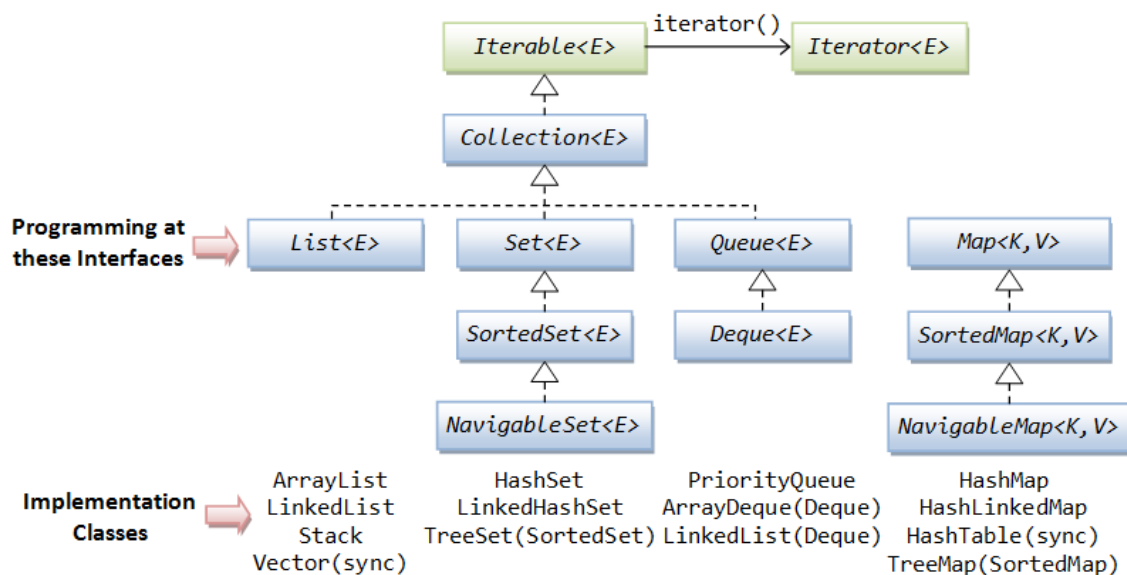 iterator()
Iterable<E>
Iterator<E>
Collection<E>
Programming at
these Interfaces
List<E>
Set<E>
Queue<E>
Map<K,V>
SortedSet<E>
Deque<E>
SortedMap<K,V>
NavigableSet<E>
NavigableMap<K,V>
Implementation
Classes
ArrayList
LinkedList
Stack
Vector(sync)
HashSet
LinkedHashSet
TreeSet(SortedSet)
PriorityQueue
ArrayDeque(Deque)
LinkedList(Deque)
HashMap
HashLinkedMap
HashTable(sync)
TreeMap(SortedMap)